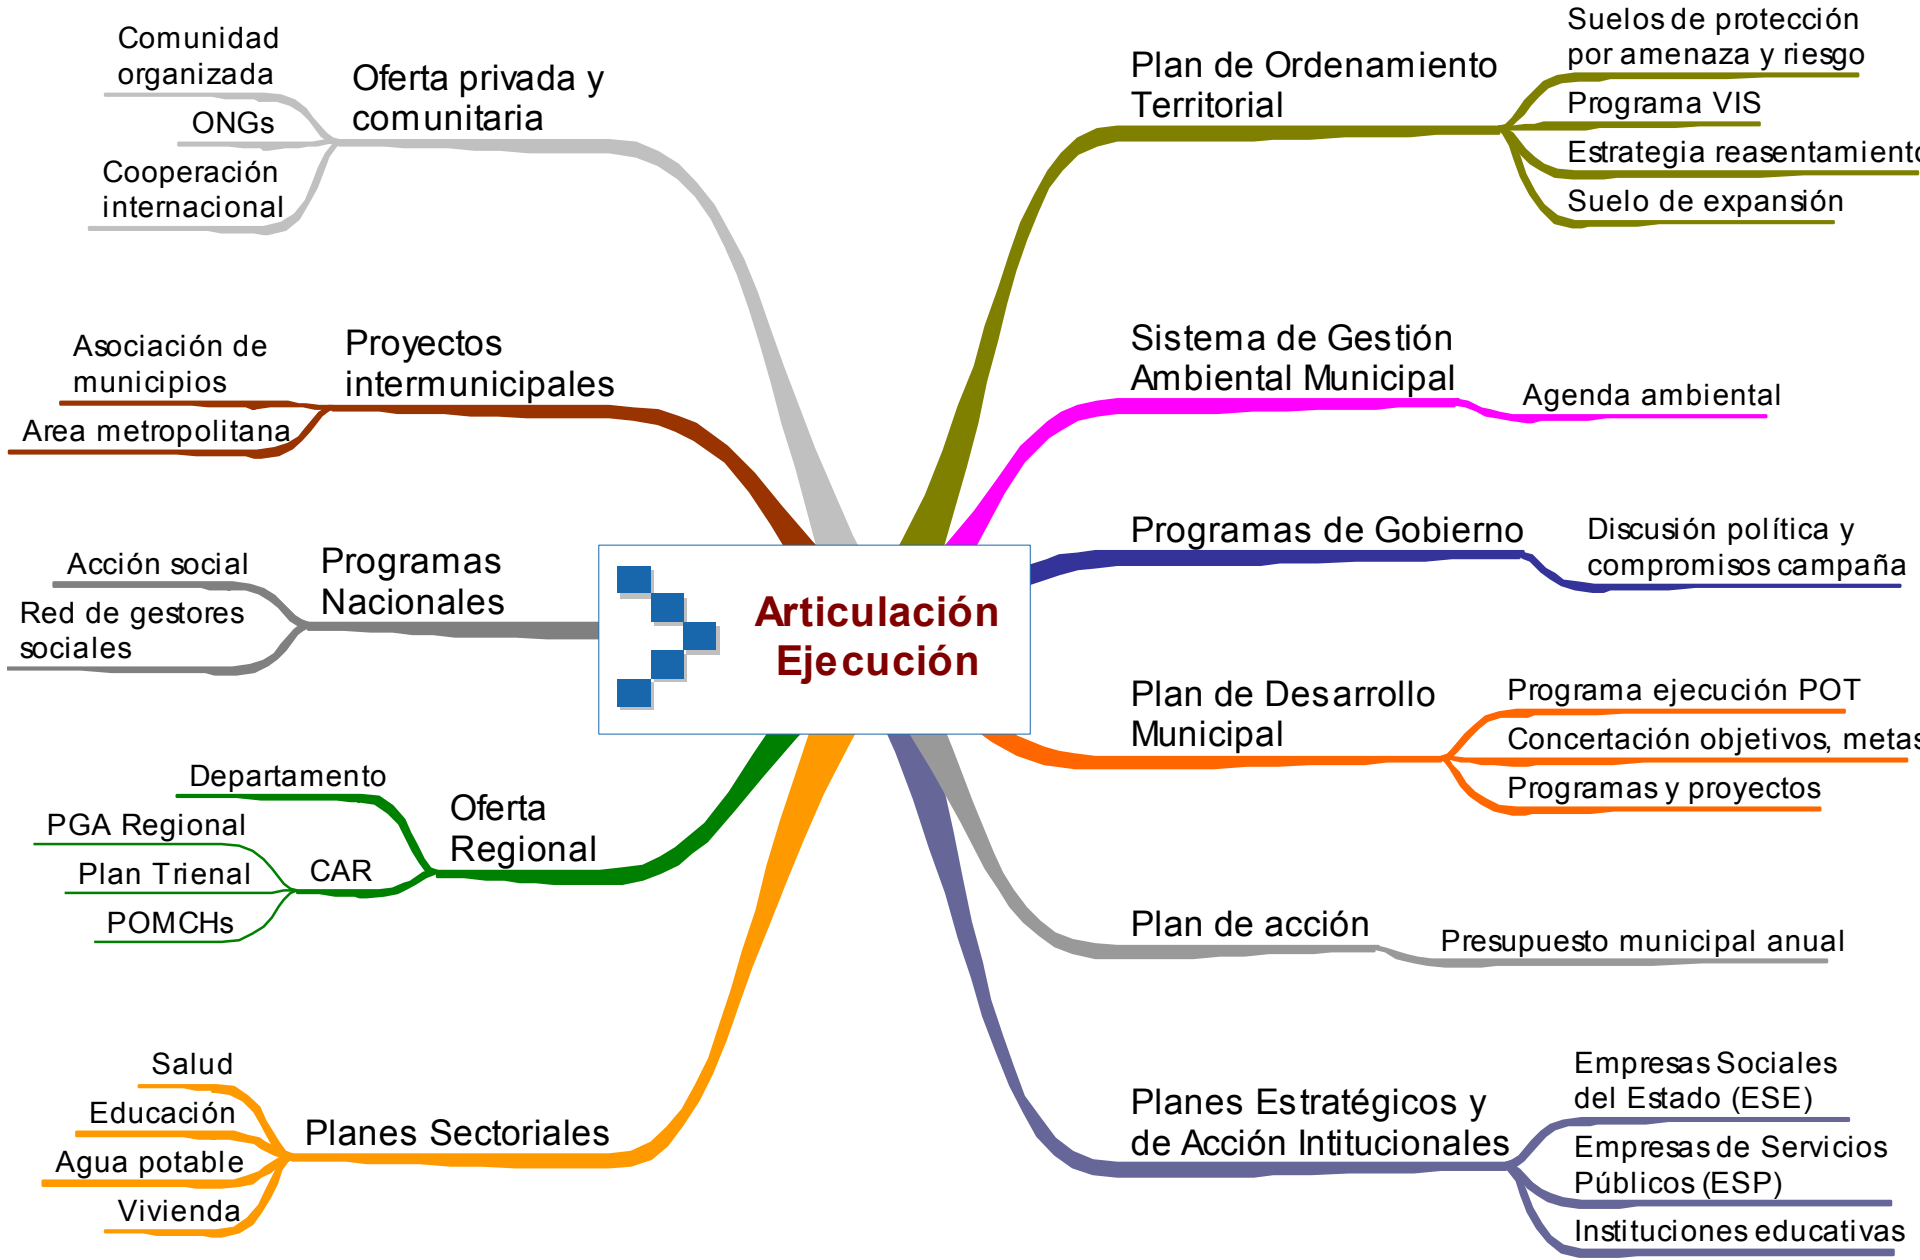 Articulación
Ejecución
Plan de Ordenamiento
Territorial
Suelos de protección
por amenaza y riesgo
Programa VIS
Estrategia reasentamiento
Suelo de expansión
Sistema de Gestión
Ambiental Municipal
Agenda ambiental
Programas de Gobierno
Discusión política y
compromisos campaña
Plan de Desarrollo
Municipal
Programa ejecución POT
Concertación objetivos, metas
Programas y proyectos
Plan de acción
Presupuesto municipal anual
Planes Estratégicos y
de Acción Intitucionales
Empresas Sociales
del Estado (ESE)
Empresas de Servicios
Públicos (ESP)
Instituciones educativas
Oferta privada y
comunitaria
Comunidad
organizada
ONGs
Cooperación
internacional
Proyectos
intermunicipales
Asociación de
municipios
Area metropolitana
Programas
Nacionales
Acción social
Red de gestores
sociales
Oferta
Regional
Departamento
CAR
PGA Regional
Plan Trienal
POMCHs
Planes Sectoriales
Salud
Educación
Agua potable
Vivienda